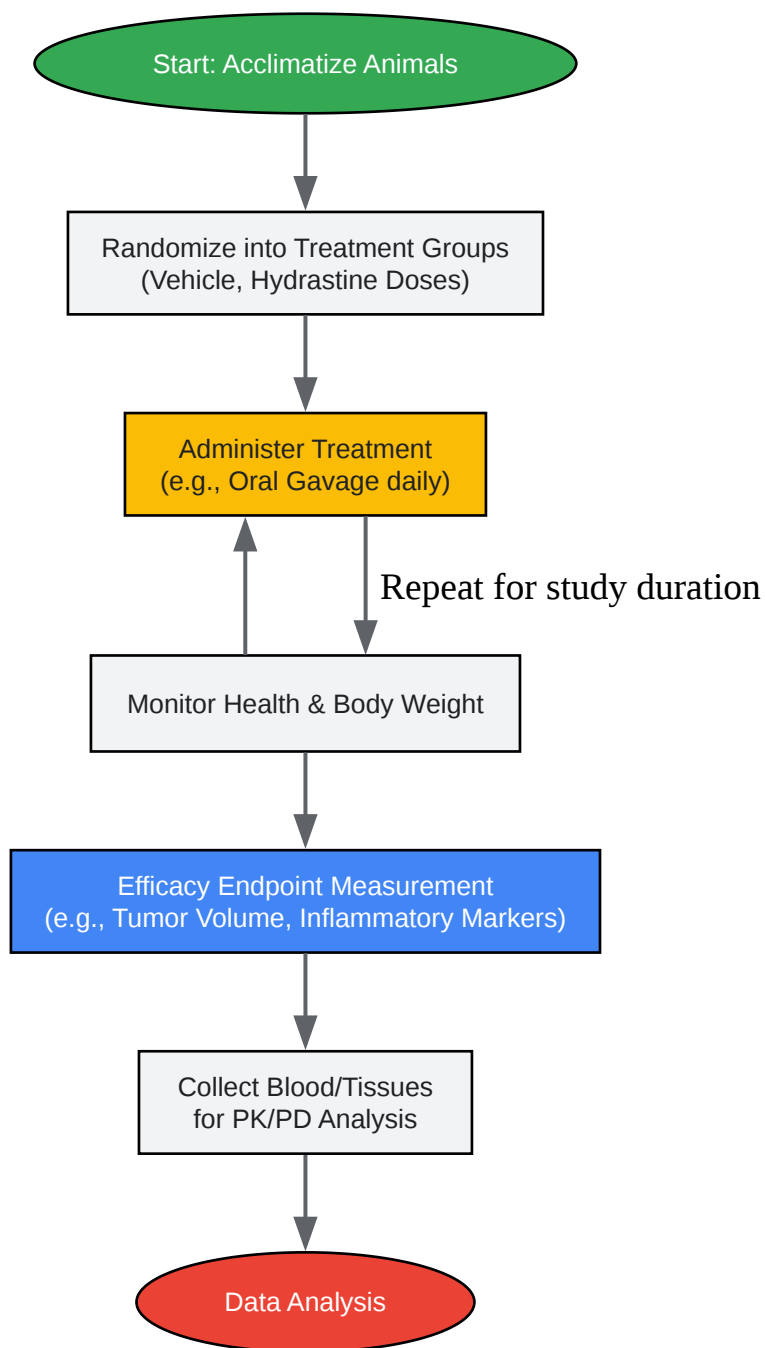 Start: Acclimatize Animals
Randomize into Treatment Groups
(Vehicle, Hydrastine Doses)
Administer Treatment
(e.g., Oral Gavage daily)
Repeat for study duration
Monitor Health & Body Weight
Efficacy Endpoint Measurement
(e.g., Tumor Volume, Inflammatory Markers)
Collect Blood/Tissues
for PK/PD Analysis
Data Analysis